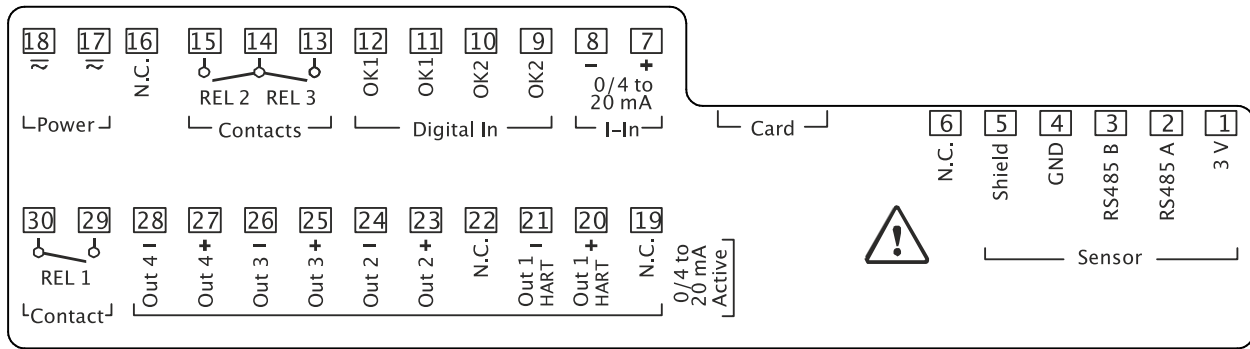 18 17 16 15 14 13 12 11 10 9 8 7
≂ ≂ N.C. OK1 OK1 OK2 OK2 − +
REL 2 REL 3
0/4 to
20 mA
Power Contacts Digital In I-In Card
6 5 4 3 2 1
N.C. Shield GND RS485 B RS485 A 3 V
Sensor
30 29 28 27 26 25 24 23 22 21 20 19
REL 1
Out 4 −
Out 4 +
Out 3 −
Out 3 +
Out 2 −
Out 2 +
N.C.
Out 1 −
HART
Out 1 +
HART
N.C.
0/4 to
20 mA
Active
Contact
!